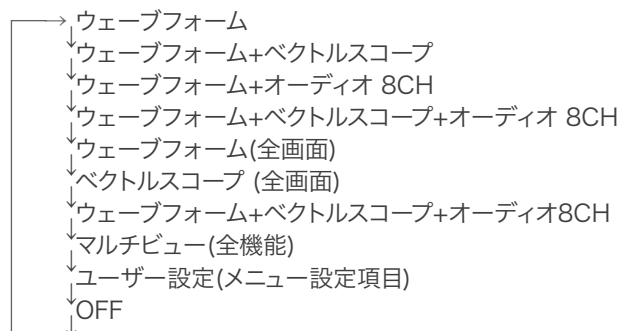 ウェーブフォーム
ウェーブフォーム+ベクトルスコープ
ウェーブフォーム+オーディオ 8CH
ウェーブフォーム+ベクトルスコープ+オーディオ 8CH
ウェーブフォーム(全画面)
ベクトルスコープ (全画面)
ウェーブフォーム+ベクトルスコープ+オーディオ8CH
マルチビュー(全機能)
ユーザー設定(メニュー設定項目)
OFF